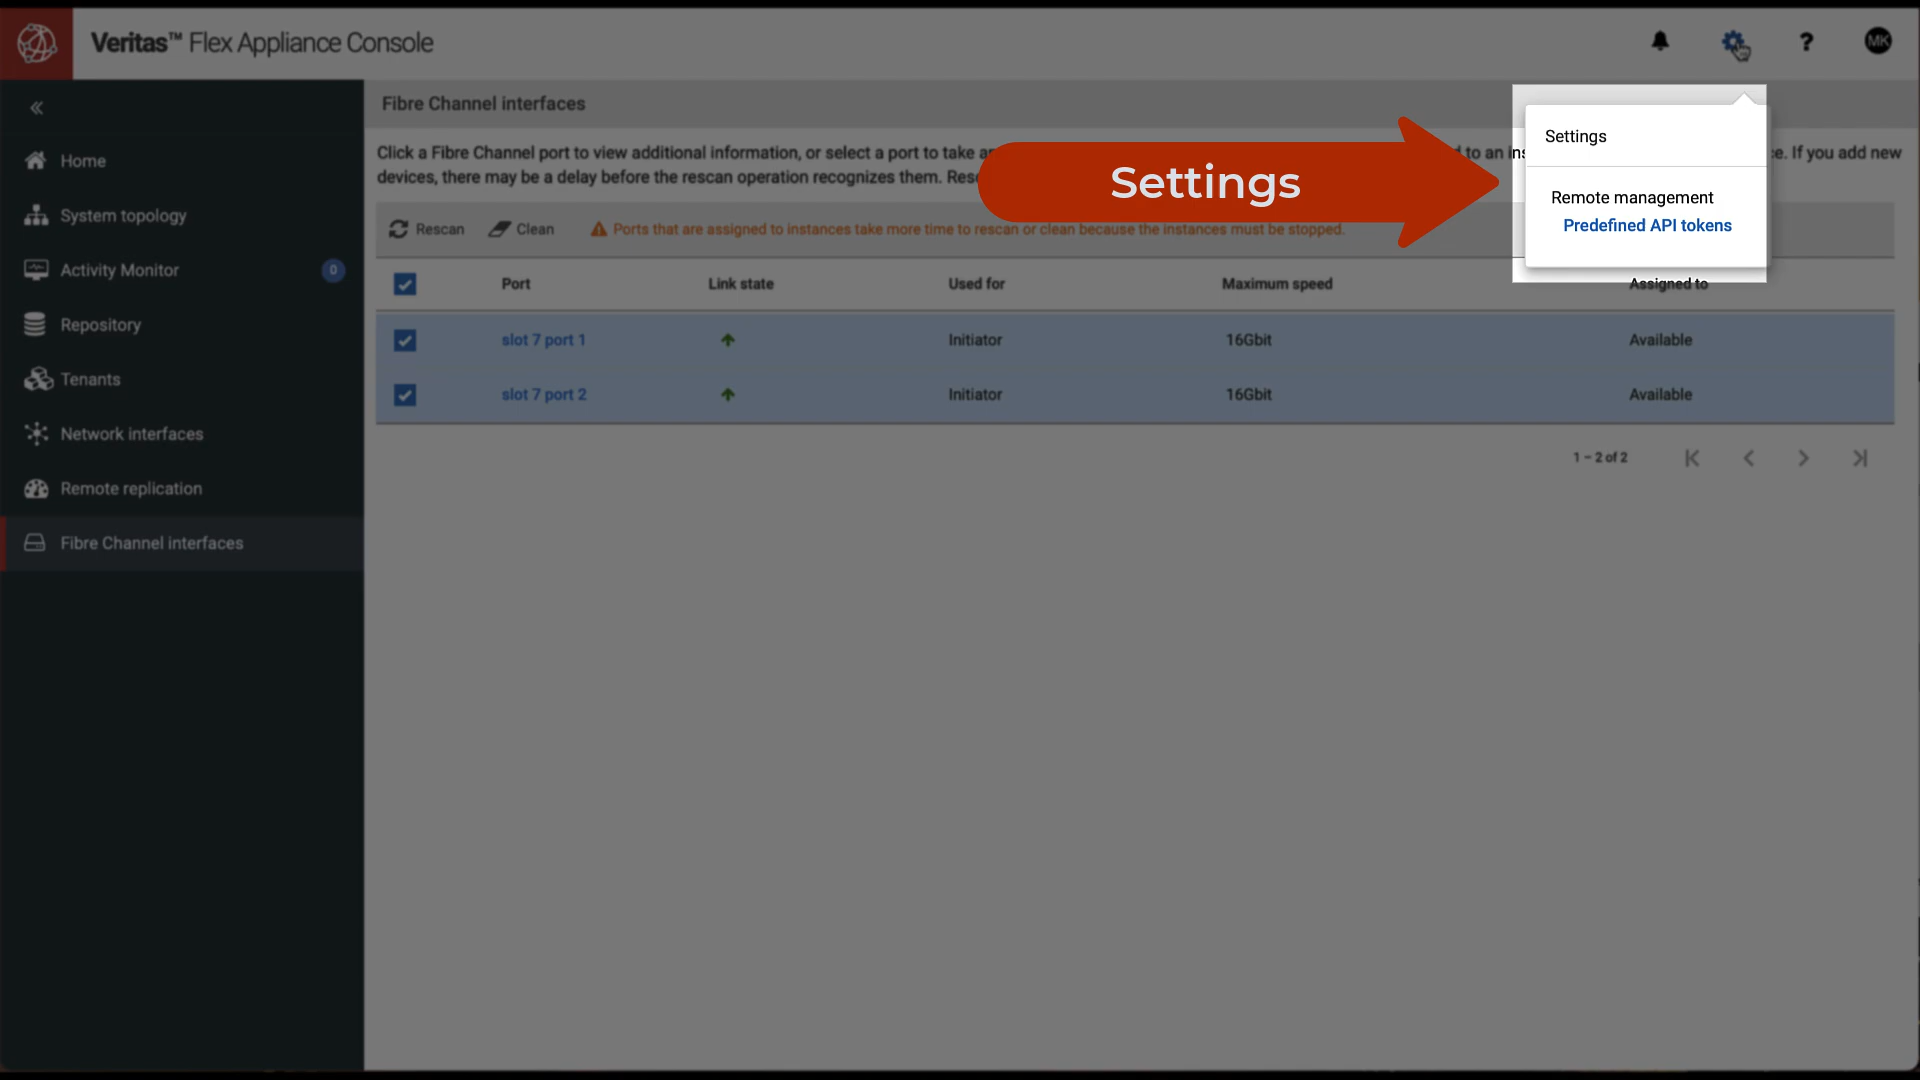 Veritas™ Flex Appliance Console
MK
Fibre Channel interfaces
Settings
Remote management
Predefined API tokens
Settings
Click a Fibre Channel port to view additional information, or select a port to take
to an ins
. If you add new
devices, there may be a delay before the rescan operation recognizes them.
Rescan
Clean
Ports that are assigned to instances take more time to rescan or clean because the instances must be stopped.
Port Link state Used for Maximum speed Assigned to
slot 7 port 1 Initiator 16Gbit Available
slot 7 port 2 Initiator 16Gbit Available
1 – 2 of 2
Home
System topology
Activity Monitor 0
Repository
Tenants
Network interfaces
Remote replication
Fibre Channel interfaces